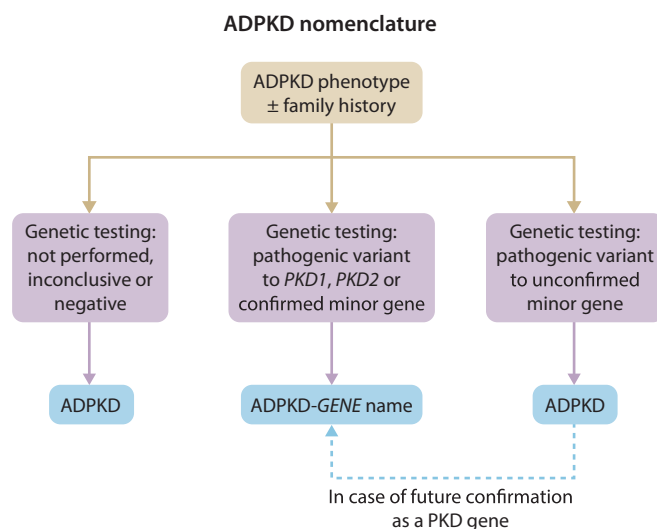 ADPKD nomenclature
ADPKD phenotype
± family history
Genetic testing:
not performed,
inconclusive or
negative
Genetic testing:
pathogenic variant
to PKD1, PKD2 or
confirmed minor gene
Genetic testing:
pathogenic variant
to unconfirmed
minor gene
ADPKD
ADPKD-GENE name
ADPKD
In case of future confirmation
as a PKD gene